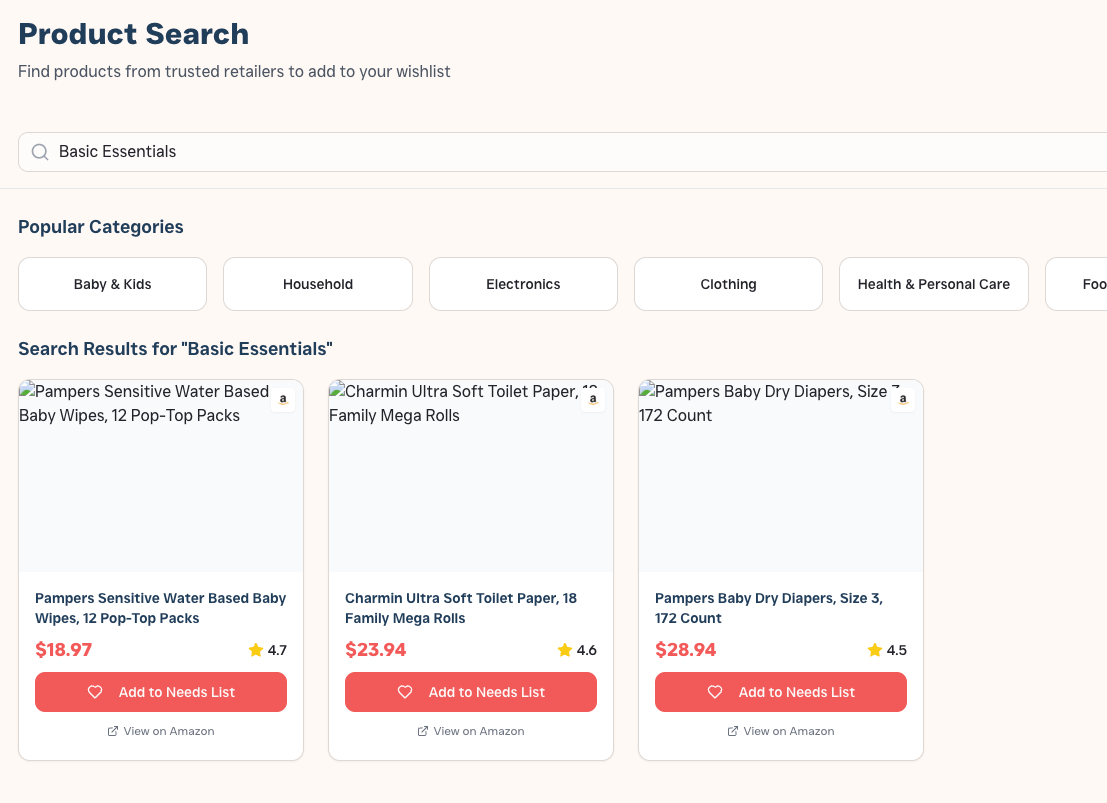 Product Search
Find products from trusted retailers to add to your wishlist
Basic Essentials
Popular Categories
Baby & Kids
Household
Electronics
Clothing
Health & Personal Care
Foo
Search Results for "Basic Essentials"
Pampers Sensitive Water Based
Baby Wipes, 12 Pop-Top Packs
a
Pampers Sensitive Water Based Baby
Wipes, 12 Pop-Top Packs
$18.97
4.7
Add to Needs List
View on Amazon
Charmin Ultra Soft Toilet Paper, 18
Family Mega Rolls
a
Charmin Ultra Soft Toilet Paper, 18
Family Mega Rolls
$23.94
4.6
Add to Needs List
View on Amazon
Pampers Baby Dry Diapers, Size
172 Count
a
Pampers Baby Dry Diapers, Size 3,
172 Count
$28.94
4.5
Add to Needs List
View on Amazon